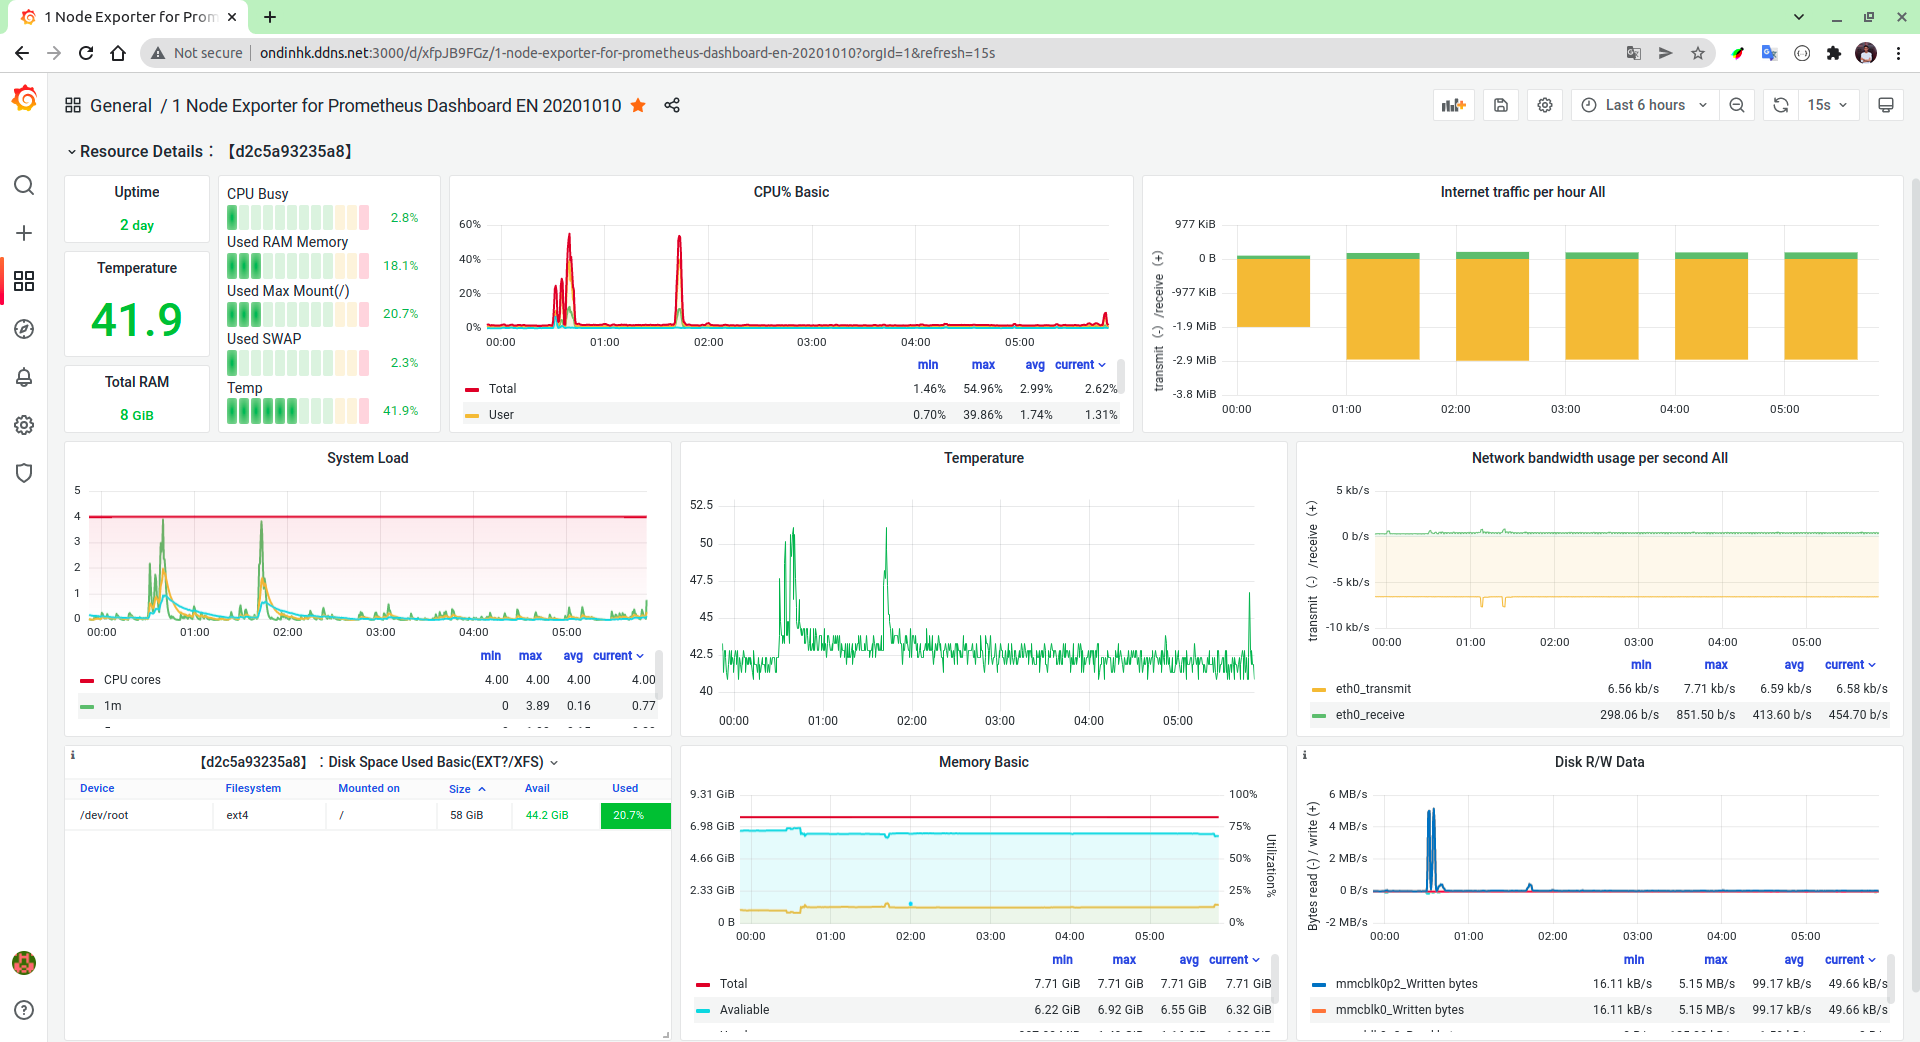 1 Node Exporter for Prom
Not secure
ondinhk.ddns.net:3000/d/xfpJB9FGz/1-node-exporter-for-prometheus-dashboard-en-20201010?orgId=1&refresh=15s
General / 1 Node Exporter for Prometheus Dashboard EN 20201010
Last 6 hours
15s
Resource Details：【d2c5a93235a8】
Uptime
2 day
Temperature
41.9
Total RAM
8 GiB
CPU Busy
2.8%
Used RAM Memory
18.1%
Used Max Mount(/)
20.7%
Used SWAP
2.3%
Temp
41.9%
CPU% Basic
60%
40%
20%
0%
00:00 01:00 02:00 03:00 04:00 05:00
min max avg current
Total 1.46% 54.96% 2.99% 2.62%
User 0.70% 39.86% 1.74% 1.31%
Internet traffic per hour All
transmit（-）/receive（+）
977 KiB
0 B
-977 KiB
-1.9 MiB
-2.9 MiB
-3.8 MiB
00:00 01:00 02:00 03:00 04:00 05:00
System Load
5
4
3
2
1
0
00:00 01:00 02:00 03:00 04:00 05:00
min max avg current
CPU cores 4.00 4.00 4.00 4.00
1m 0 3.89 0.16 0.77
Temperature
52.5
50
47.5
45
42.5
40
00:00 01:00 02:00 03:00 04:00 05:00
Network bandwidth usage per second All
transmit（-）/receive（+）
5 kb/s
0 b/s
-5 kb/s
-10 kb/s
00:00 01:00 02:00 03:00 04:00 05:00
min max avg current
eth0_transmit 6.56 kb/s 7.71 kb/s 6.59 kb/s 6.58 kb/s
eth0_receive 298.06 b/s 851.50 b/s 413.60 b/s 454.70 b/s
【d2c5a93235a8】：Disk Space Used Basic(EXT?/XFS)
Device Filesystem Mounted on Size Avail Used
/dev/root ext4 / 58 GiB 44.2 GiB 20.7%
Memory Basic
9.31 GiB
6.98 GiB
4.66 GiB
2.33 GiB
0 B
100%
75%
50%
25%
0%
Utilization%
00:00 01:00 02:00 03:00 04:00 05:00
min max avg current
Total 7.71 GiB 7.71 GiB 7.71 GiB 7.71 GiB
Avaliable 6.22 GiB 6.92 GiB 6.55 GiB 6.32 GiB
Disk R/W Data
Bytes read (-) / write (+)
6 MB/s
4 MB/s
2 MB/s
0 B/s
-2 MB/s
00:00 01:00 02:00 03:00 04:00 05:00
min max avg current
mmcblk0p2_Written bytes 16.11 kB/s 5.15 MB/s 99.17 kB/s 49.66 kB/s
mmcblk0_Written bytes 16.11 kB/s 5.15 MB/s 99.17 kB/s 49.66 kB/s